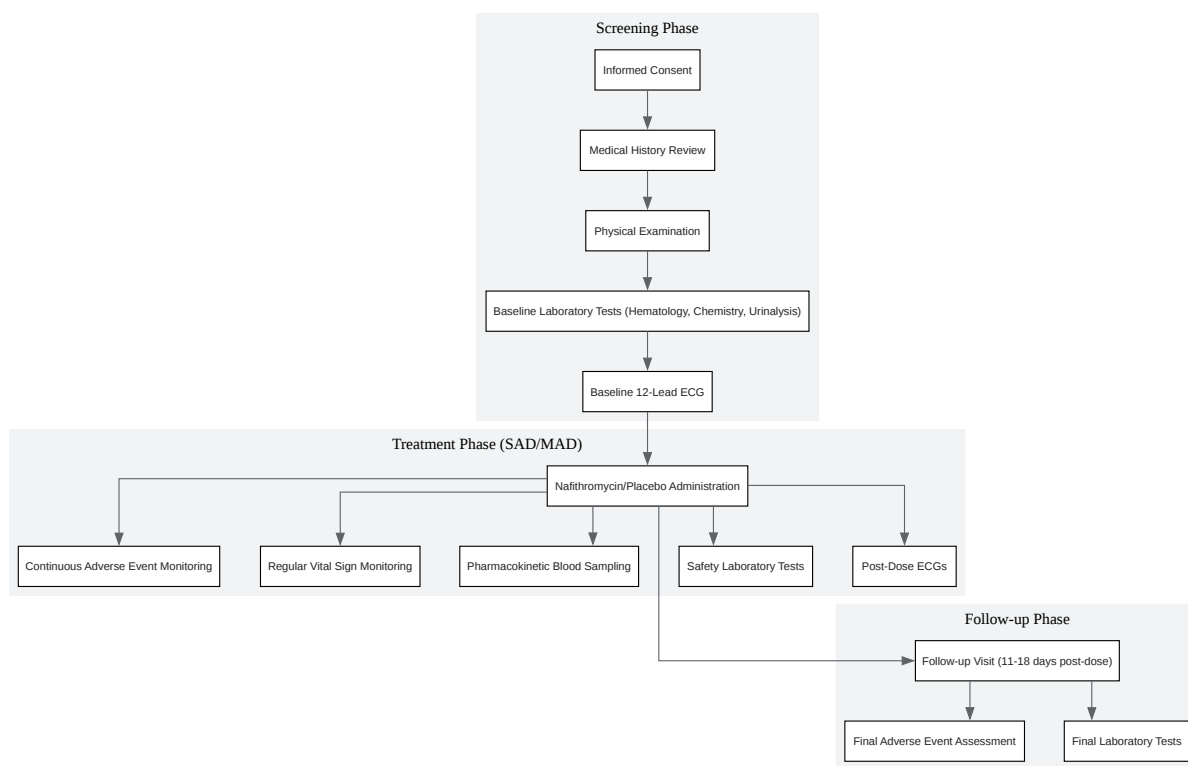 Screening Phase
Informed Consent
Medical History Review
Physical Examination
Baseline Laboratory Tests (Hematology, Chemistry, Urinalysis)
Baseline 12-Lead ECG
Treatment Phase (SAD/MAD)
Nafithromycin/Placebo Administration
Continuous Adverse Event Monitoring
Regular Vital Sign Monitoring
Pharmacokinetic Blood Sampling
Safety Laboratory Tests
Post-Dose ECGs
Follow-up Phase
Follow-up Visit (11-18 days post-dose)
Final Adverse Event Assessment
Final Laboratory Tests